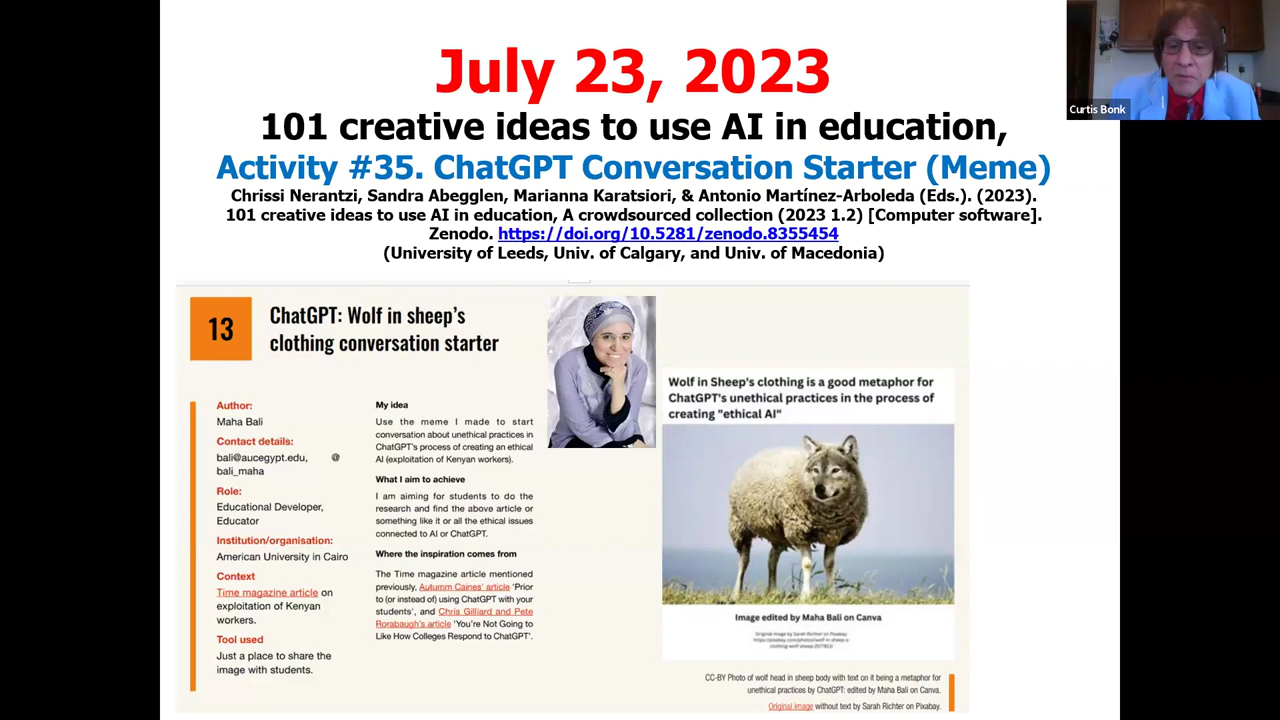 July 23, 2023
101 creative ideas to use AI in education,
Activity #35. ChatGPT Conversation Starter (Meme)
Chrissi Nerantzi, Sandra Abegglen, Marianna Karatsiori, & Antonio Martínez-Arboleda (Eds.). (2023).
101 creative ideas to use AI in education, A crowdsourced collection (2023 1.2) [Computer software].
Zenodo. https://doi.org/10.5281/zenodo.8355454
(University of Leeds, Univ. of Calgary, and Univ. of Macedonia)
Curtis Bonk
13
ChatGPT: Wolf in sheep's
clothing conversation starter
Author:
Maha Bali
Contact details:
bali@aucegypt.edu, @
bali_maha
Role:
Educational Developer,
Educator
Institution/organisation:
American University in Cairo
Context
Time magazine article on
exploitation of Kenyan
workers.
Tool used
Just a place to share the
image with students.
My idea
Use the meme I made to start
conversation about unethical practices in
ChatGPT's process of creating an ethical
AI (exploitation of Kenyan workers).
What I aim to achieve
I am aiming for students to do the
research and find the above article or
something like it or all the ethical issues
connected to AI or ChatGPT.
Where the inspiration comes from
The Time magazine article mentioned
previously, Autumm Caines' article 'Prior
to (or instead of) using ChatGPT with your
students', and Chris Gilliard and Pete
Rorabaugh's article 'You're Not Going to
Like How Colleges Respond to ChatGPT'.
Wolf in Sheep's clothing is a good metaphor for
ChatGPT's unethical practices in the process of
creating "ethical AI"
Image edited by Maha Bali on Canva
Original image by Sarah Richter on Pixabay.
CC-BY Photo of wolf head in sheep body with text on it being a metaphor for
unethical practices by ChatGPT: edited by Maha Bali on Canva.
Original image without text by Sarah Richter on Pixabay.